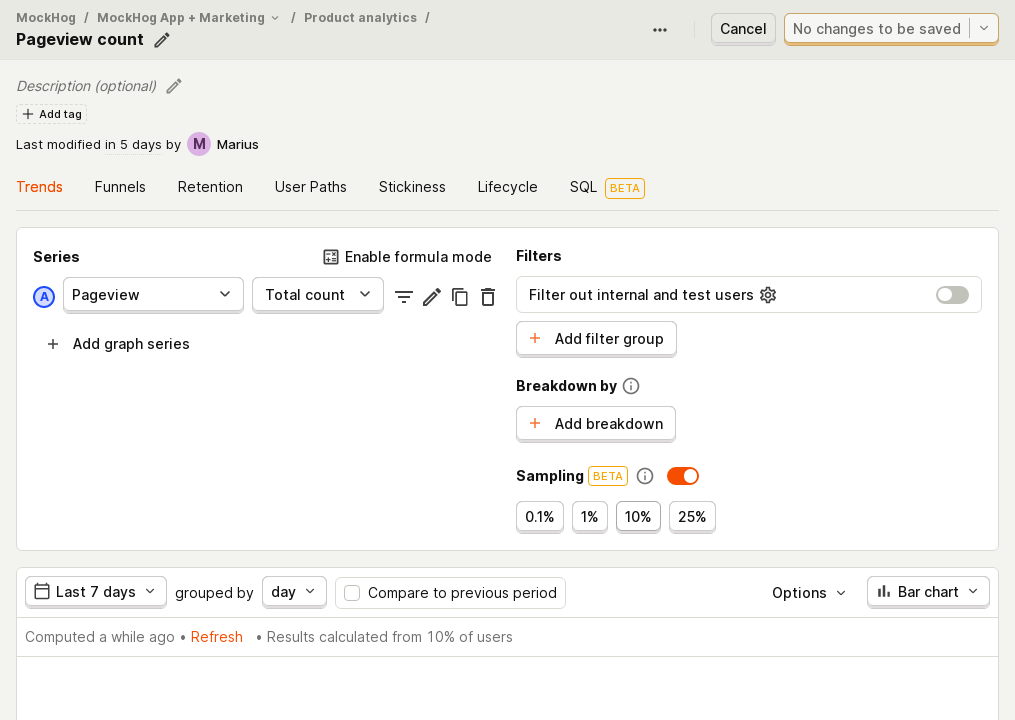 MockHog / MockHog App + Marketing / Product analytics /
Pageview count
Cancel
No changes to be saved
Description (optional)
Add tag
Last modified in 5 days by M Marius
Trends Funnels Retention User Paths Stickiness Lifecycle SQL BETA
Series
Enable formula mode
A Pageview Total count
Add graph series
Filters
Filter out internal and test users
Add filter group
Breakdown by
Add breakdown
Sampling BETA
0.1% 1% 10% 25%
Last 7 days grouped by day Compare to previous period Options Bar chart
Computed a while ago • Refresh • Results calculated from 10% of users